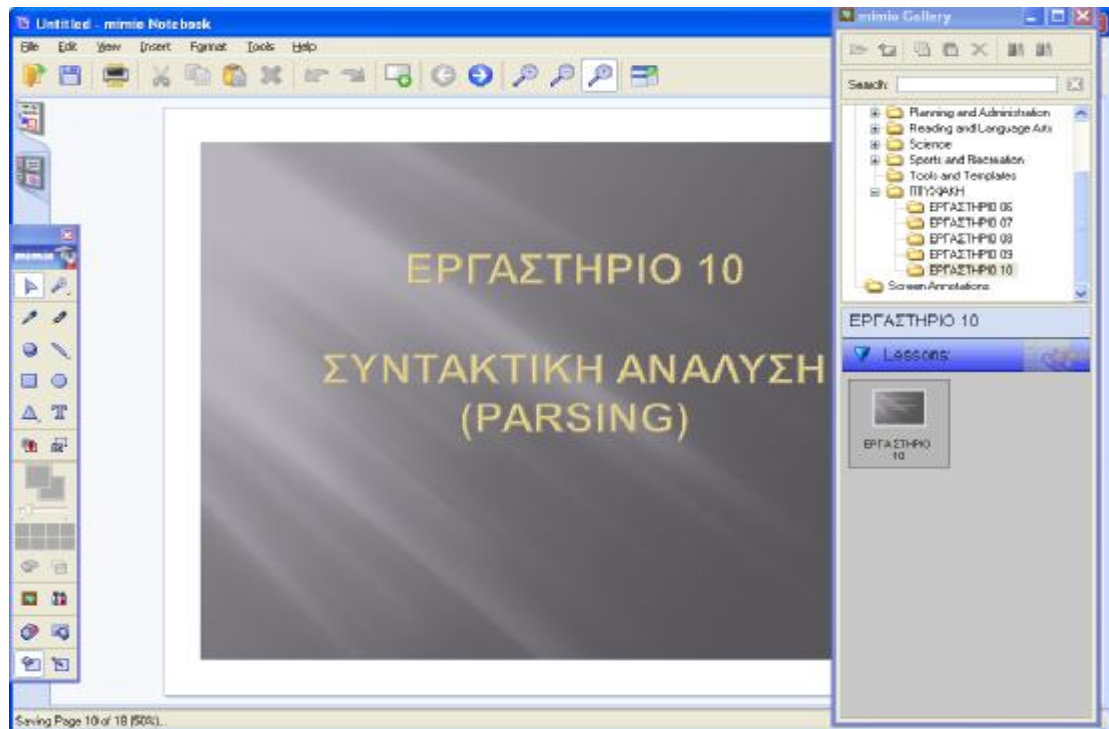 Untitled - mimio Notebook
File Edit View Insert Format Tools Help
mimio
ΕΡΓΑΣΤΗΡΙΟ 10
ΣΥΝΤΑΚΤΙΚΗ ΑΝΑΛΥΣΗ
(PARSING)
Saving Page 10 of 18 (50%)...
mimio Gallery
Search:
Planning and Administration
Reading and Language Arts
Science
Sports and Recreation
Tools and Templates
ΕΡΓΑΣΤΗΡΙΟ 06
ΕΡΓΑΣΤΗΡΙΟ 07
ΕΡΓΑΣΤΗΡΙΟ 08
ΕΡΓΑΣΤΗΡΙΟ 09
ΕΡΓΑΣΤΗΡΙΟ 10
Screen Annotations
ΕΡΓΑΣΤΗΡΙΟ 10
Lessons:
ΕΡΓΑΣΤΗΡΙΟ
10